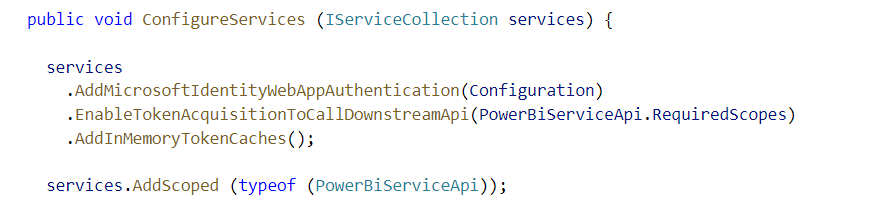 public void ConfigureServices (IServiceCollection services) {
services
.AddMicrosoftIdentityWebAppAuthentication(Configuration)
.EnableTokenAcquisitionToCallDownstreamApi(PowerBiServiceApi.RequiredScopes)
.AddInMemoryTokenCaches();
services.AddScoped (typeof (PowerBiServiceApi));